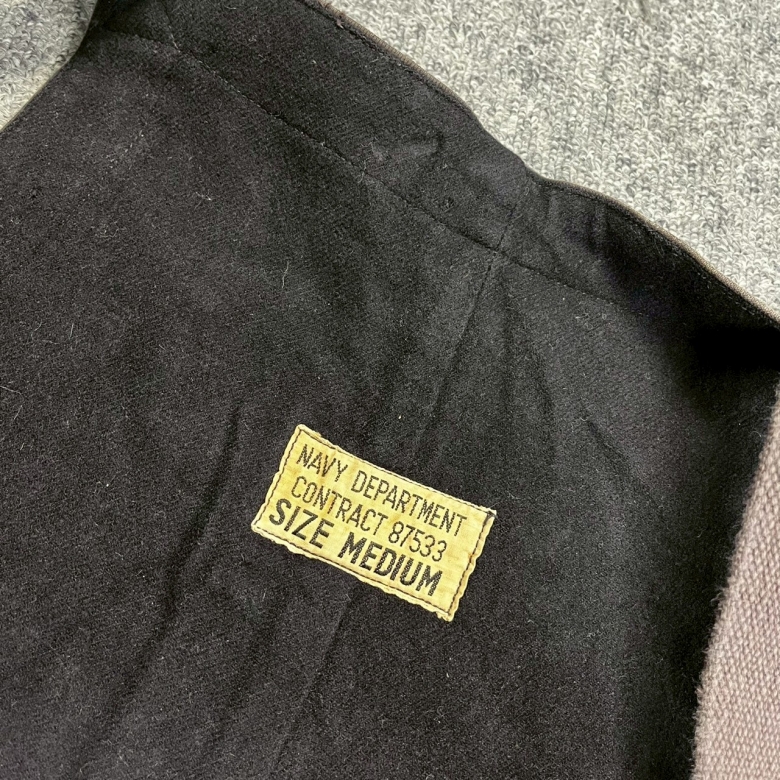 NAVY DEPARTMENT
CONTRACT 87533
SIZE MEDIUM